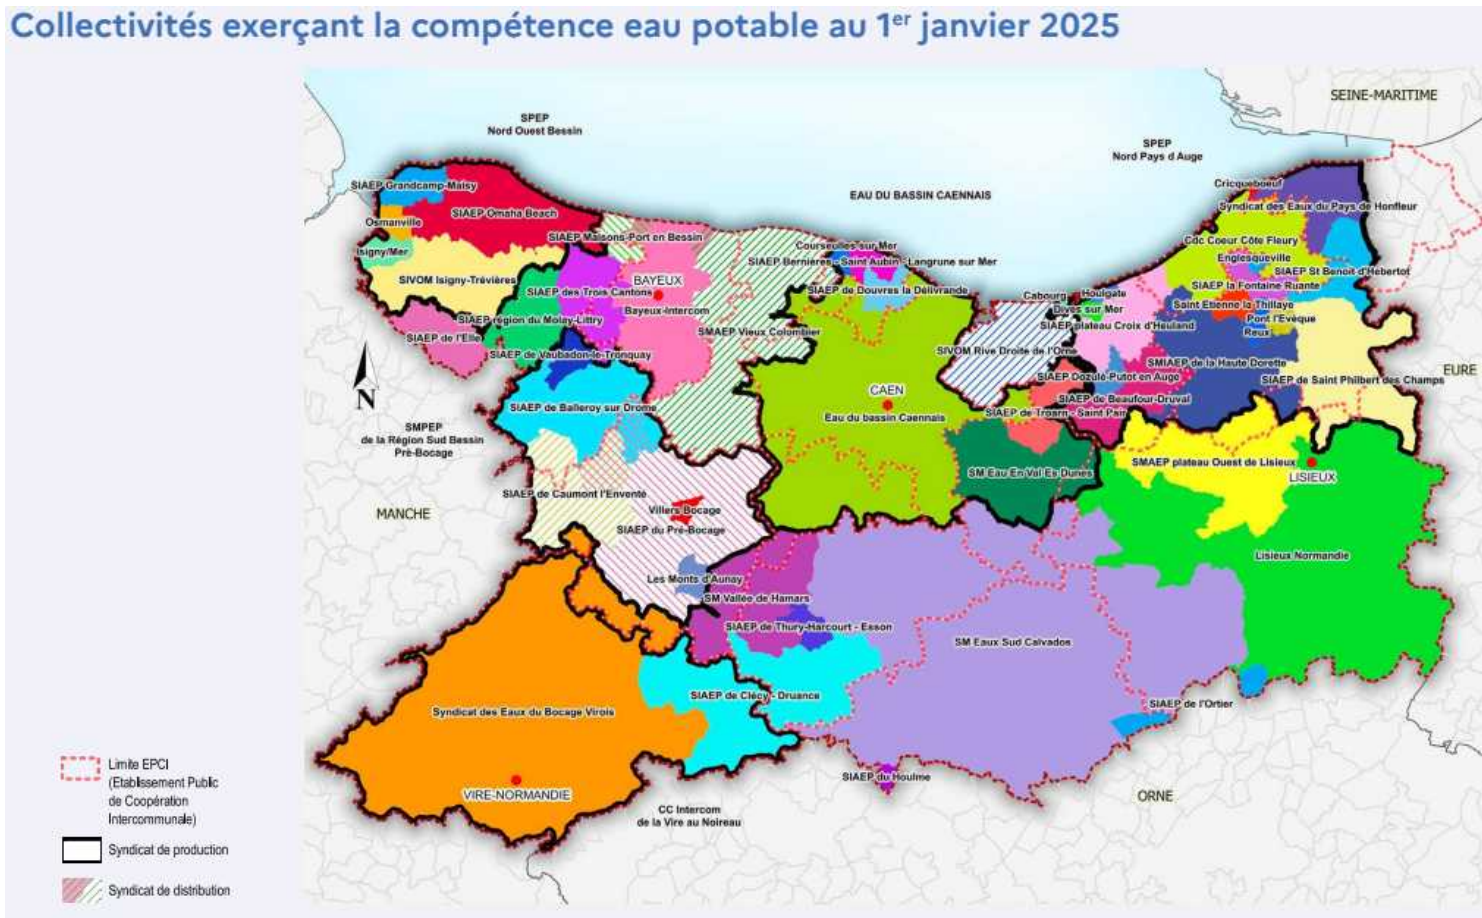 Collectivités exerçant la compétence eau potable au 1er janvier 2025
SEINE-MARITIME
SPEP
Nord Ouest Bessin
SPEP
Nord Pays d Auge
EAU DU BASSIN CAENNAIS
SIAEP Grandcamp-Maisy
Cricqueboeuf
SIAEP Omaha Beach
Syndicat des Eaux du Pays de Honfleur
Osmanville
SIAEP Maisons-Port en Bessin
Cdc Coeur Côte Fleury
Courseulles sur Mer
Isigny/Mer
Englesqueville
SIAEP Bernières - Saint Aubin - Langrune sur Mer
SIAEP St Benoit d'Hébertot
SIVOM Isigny-Trévières
BAYEUX
SIAEP la Fontaine Ruante
SIAEP des Trois Cantons
SIAEP de Douvres la Délivrande
Cabourg
Houlgate
Saint Etienne la Thillaye
Bayeux-Intercom
Dives sur Mer
SIAEP région du Molay-Littry
Pont l'Evêque
SIAEP plateau Croix d'Heuland
SMAEP Vieux Colombier
Reux
SIAEP de l'Elle
SIVOM Rive Droite de l'Orne
SIAEP de Vaubadon-le-Tronquay
SMIAEP de la Haute Dorette
EURE
SIAEP Dozulé-Putot en Auge
SIAEP de Saint Philbert des Champs
N
CAEN
SIAEP de Beaufour-Druval
SIAEP de Balleroy sur Drome
SIAEP de Troarn - Saint Pair
Eau du bassin Caennais
SMPEP
de la Région Sud Bessin
Pré-Bocage
SMAEP plateau Ouest de Lisieux
SM Eau En Val Es Dunes
LISIEUX
SIAEP de Caumont l'Eventé
MANCHE
Villers Bocage
SIAEP du Pré-Bocage
Lisieux Normandie
Les Monts d'Aunay
SM Vallée de Hamars
SIAEP de Thury-Harcourt - Esson
SM Eaux Sud Calvados
SIAEP de Clécy - Druance
SIAEP de l'Ortier
Syndicat des Eaux du Bocage Virois
SIAEP du Houlme
VIRE-NORMANDIE
ORNE
CC Intercom
de la Vire au Noireau
Limite EPCI
(Etablissement Public
de Coopération
Intercommunale)
Syndicat de production
Syndicat de distribution